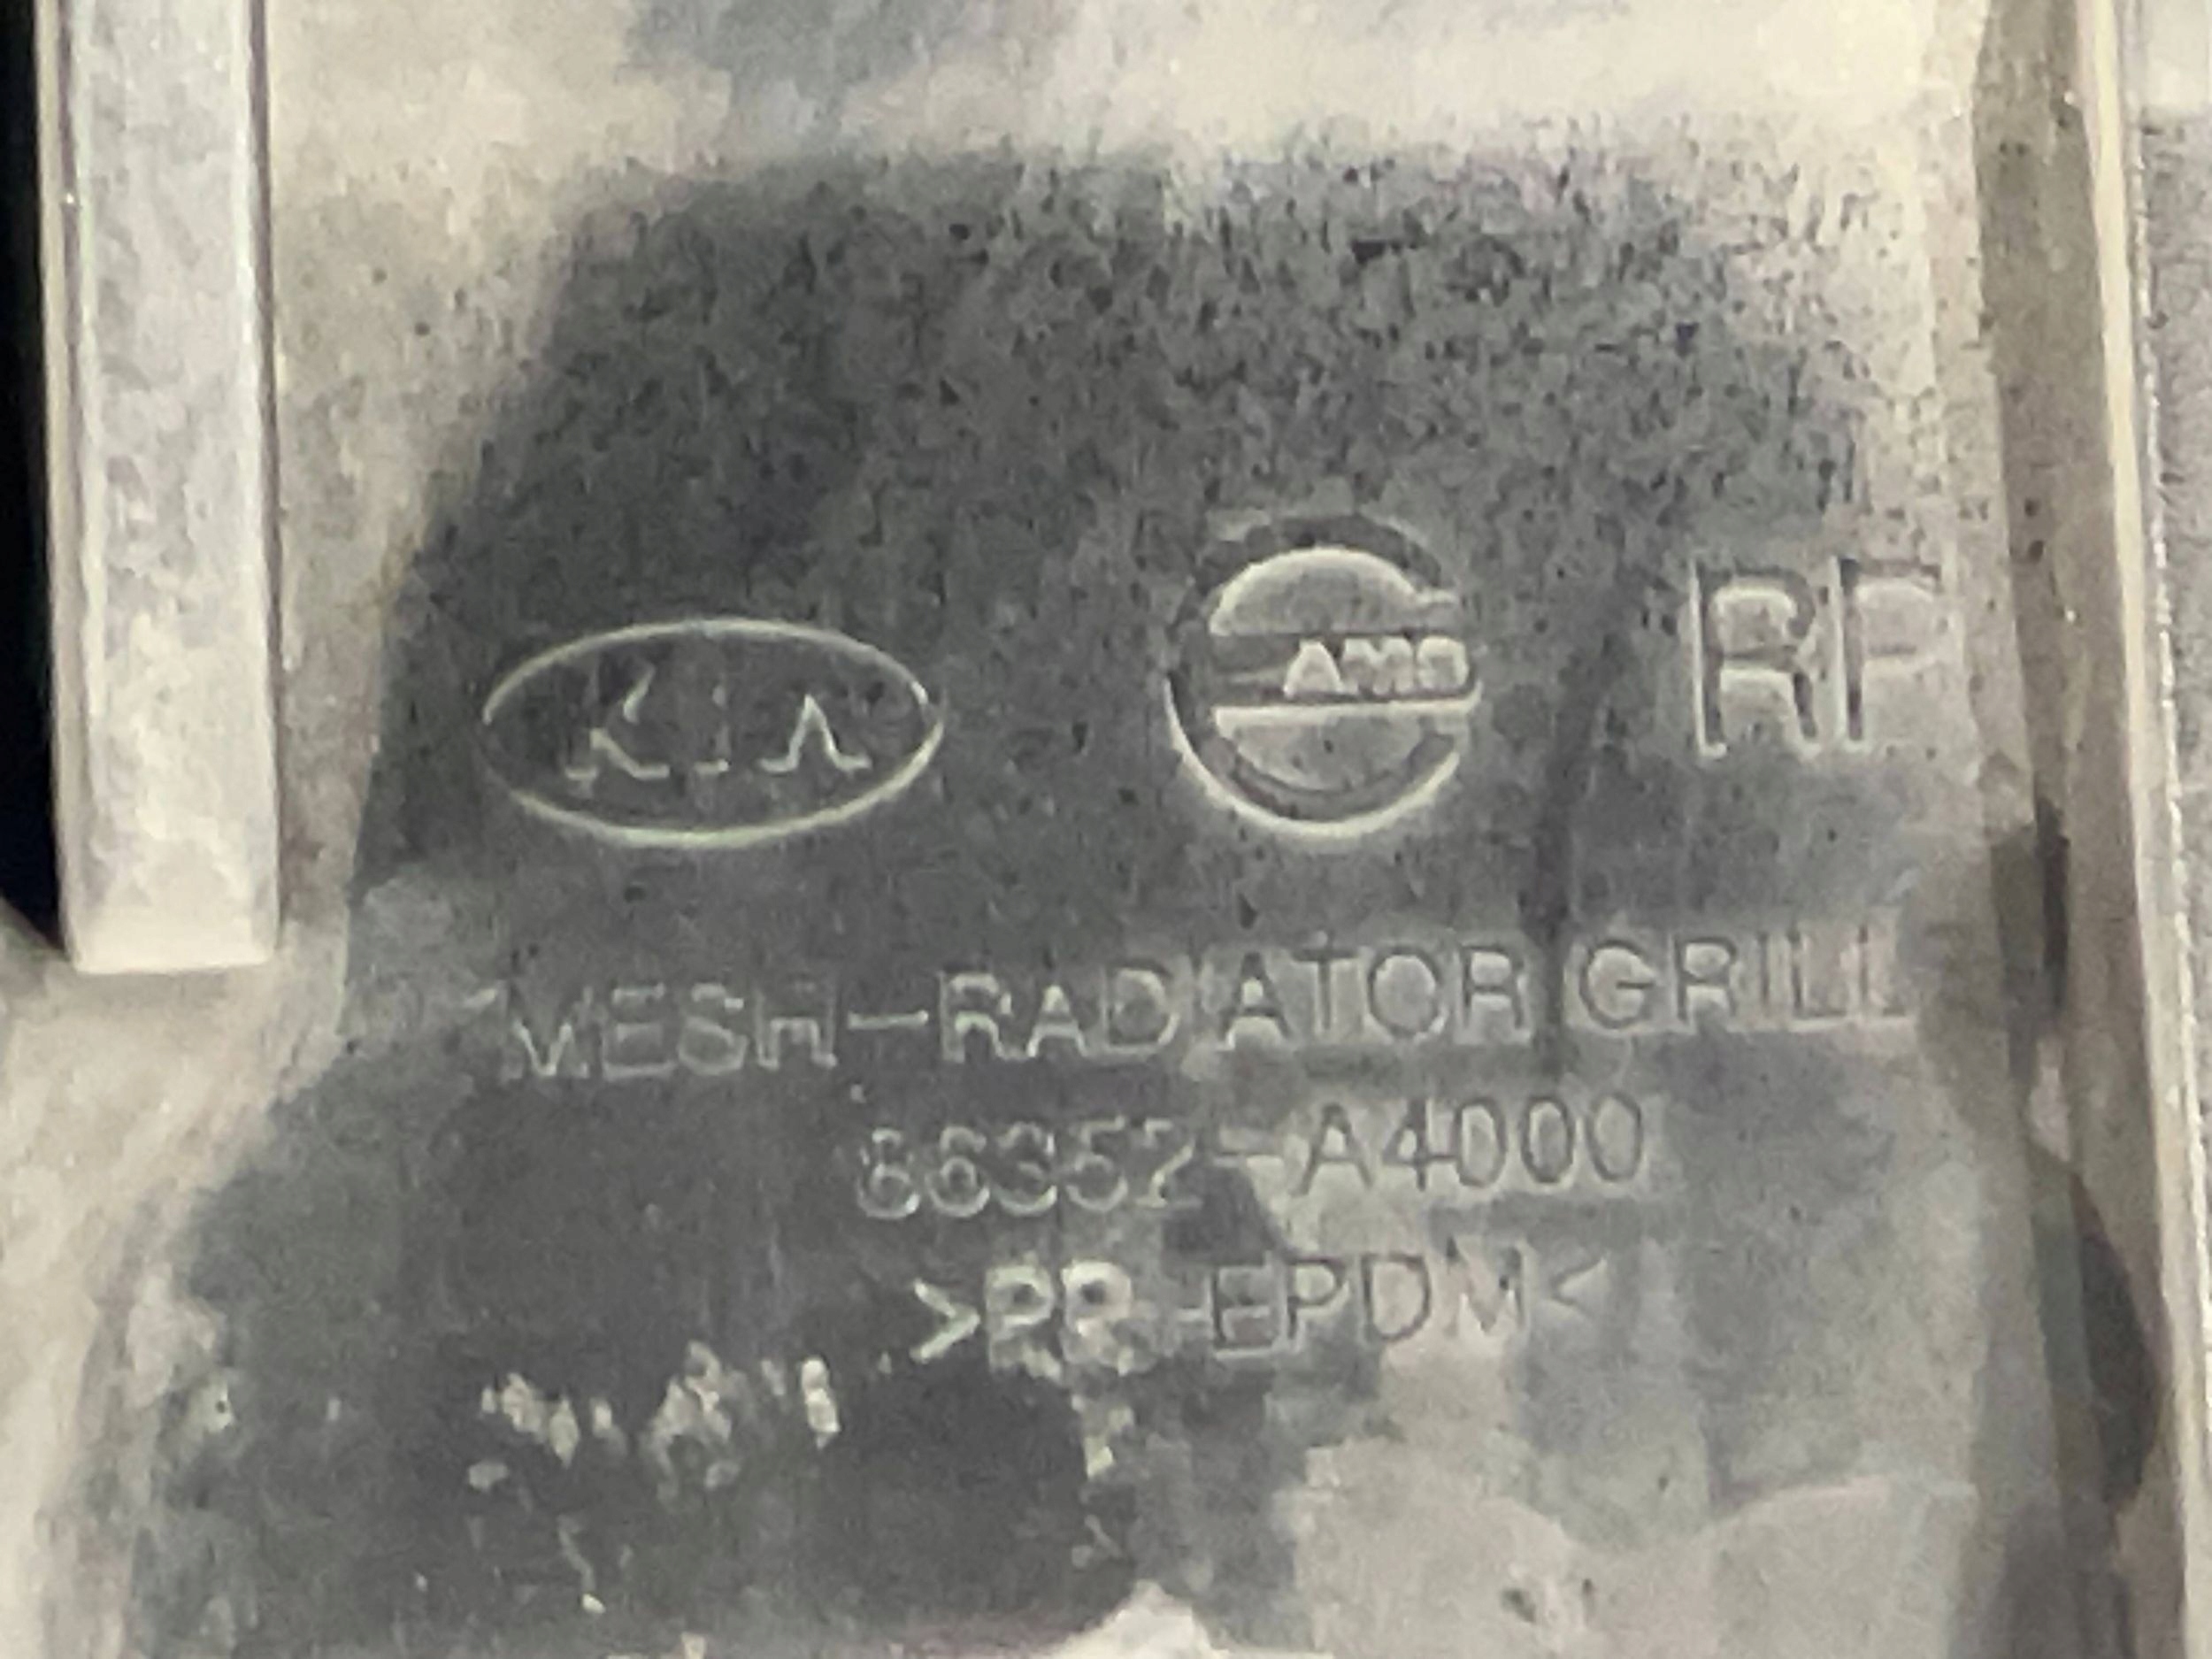 KIA AMS RP
MESH-RADIATOR GRILL
86352-A4000
>PP+EPDM<